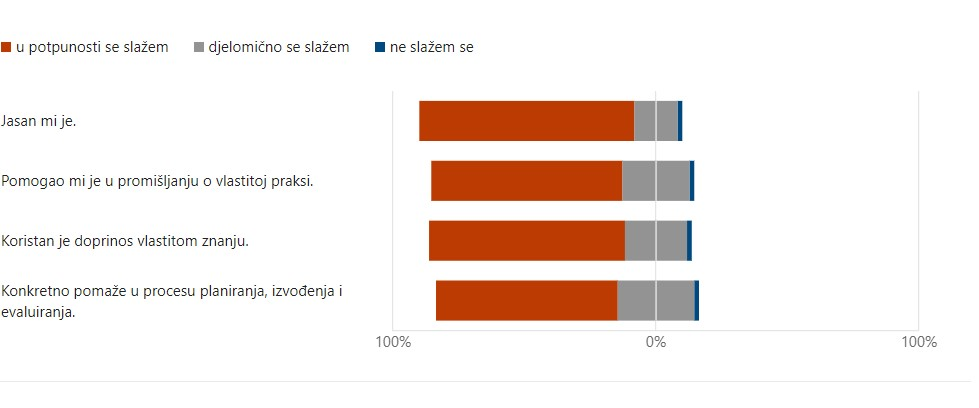 u potpunosti se slažem djelomično se slažem ne slažem se
Jasan mi je.
Pomogao mi je u promišljanju o vlastitoj praksi.
Koristan je doprinos vlastitom znanju.
Konkretno pomaže u procesu planiranja, izvođenja i
evaluiranja.
100% 0% 100%